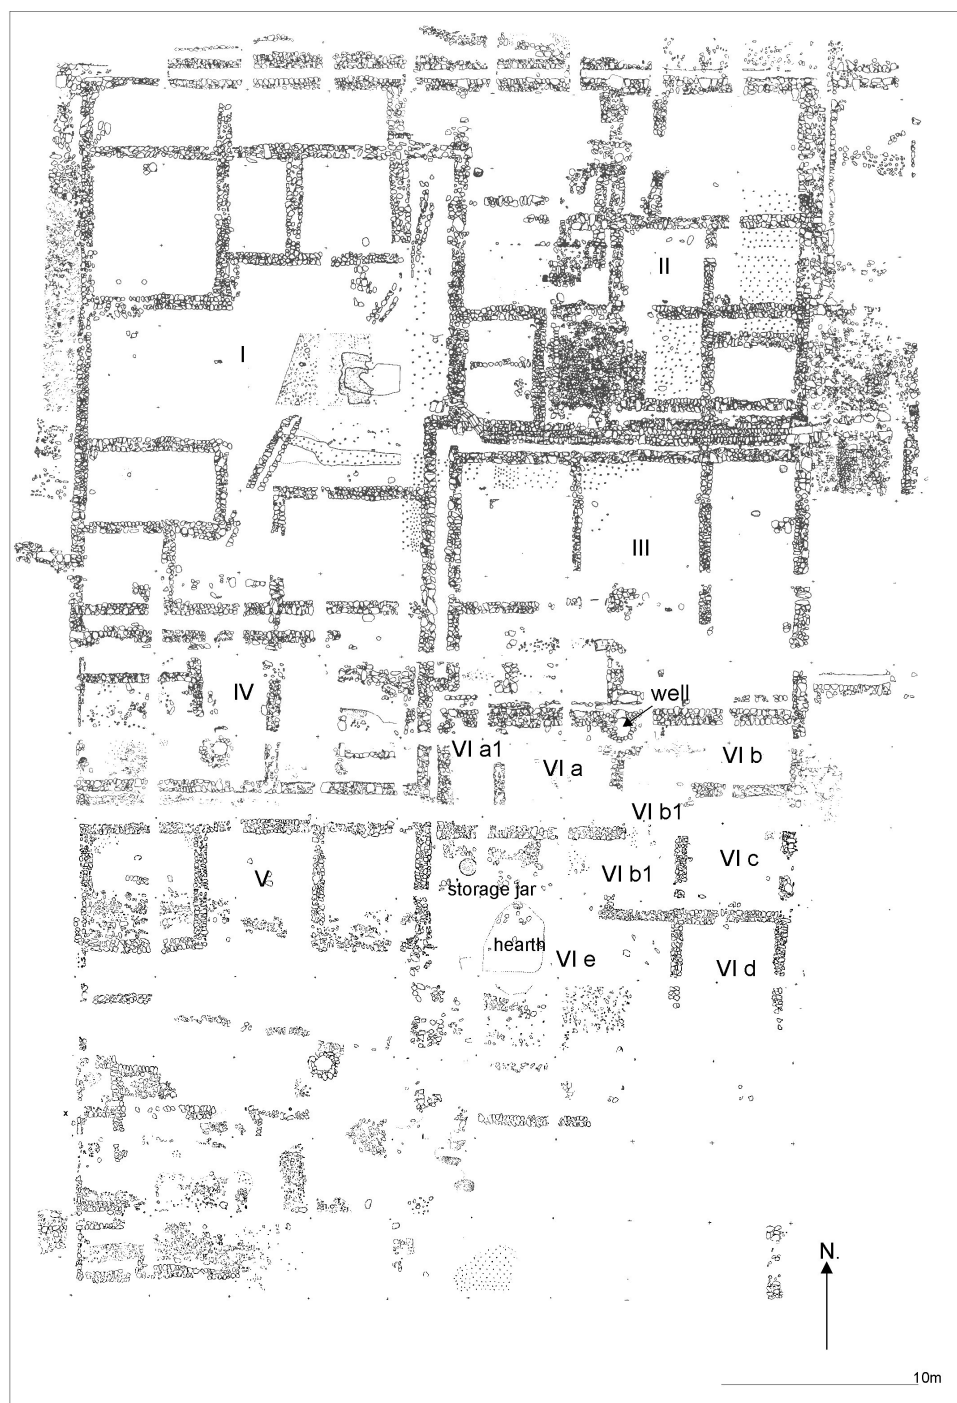 II
I
III
IV
well
VI a1
VI a
VI b
VI b1
VI c
VI b1
V
storage jar
hearth
VI e
VI d
x
N.
10m